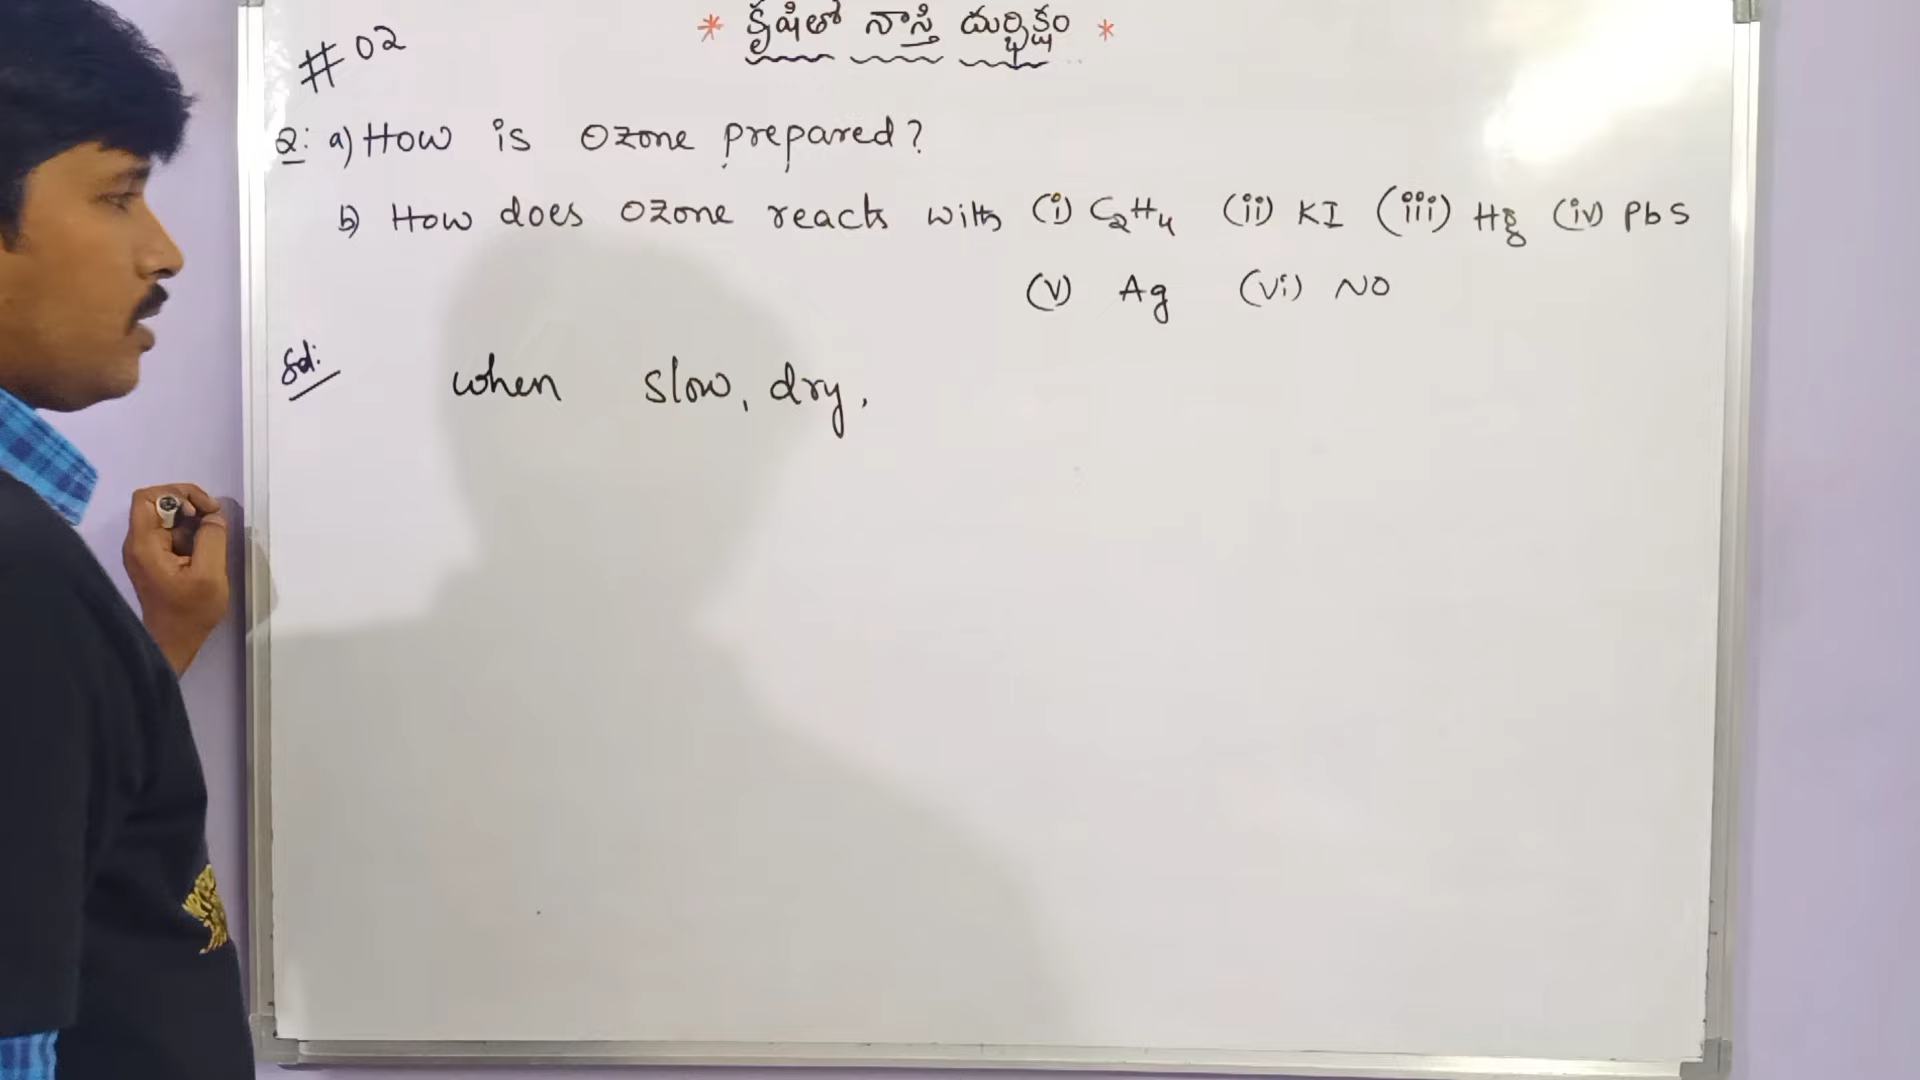 * కృషితో నాస్తి దుర్భిక్షం *
#02
Q: a) How is Ozone prepared?
b) How does Ozone reacts with (i) C₂H₄ (ii) KI (iii) Hg (iv) PbS
(v) Ag (vi) NO
Sol:
when slow, dry,